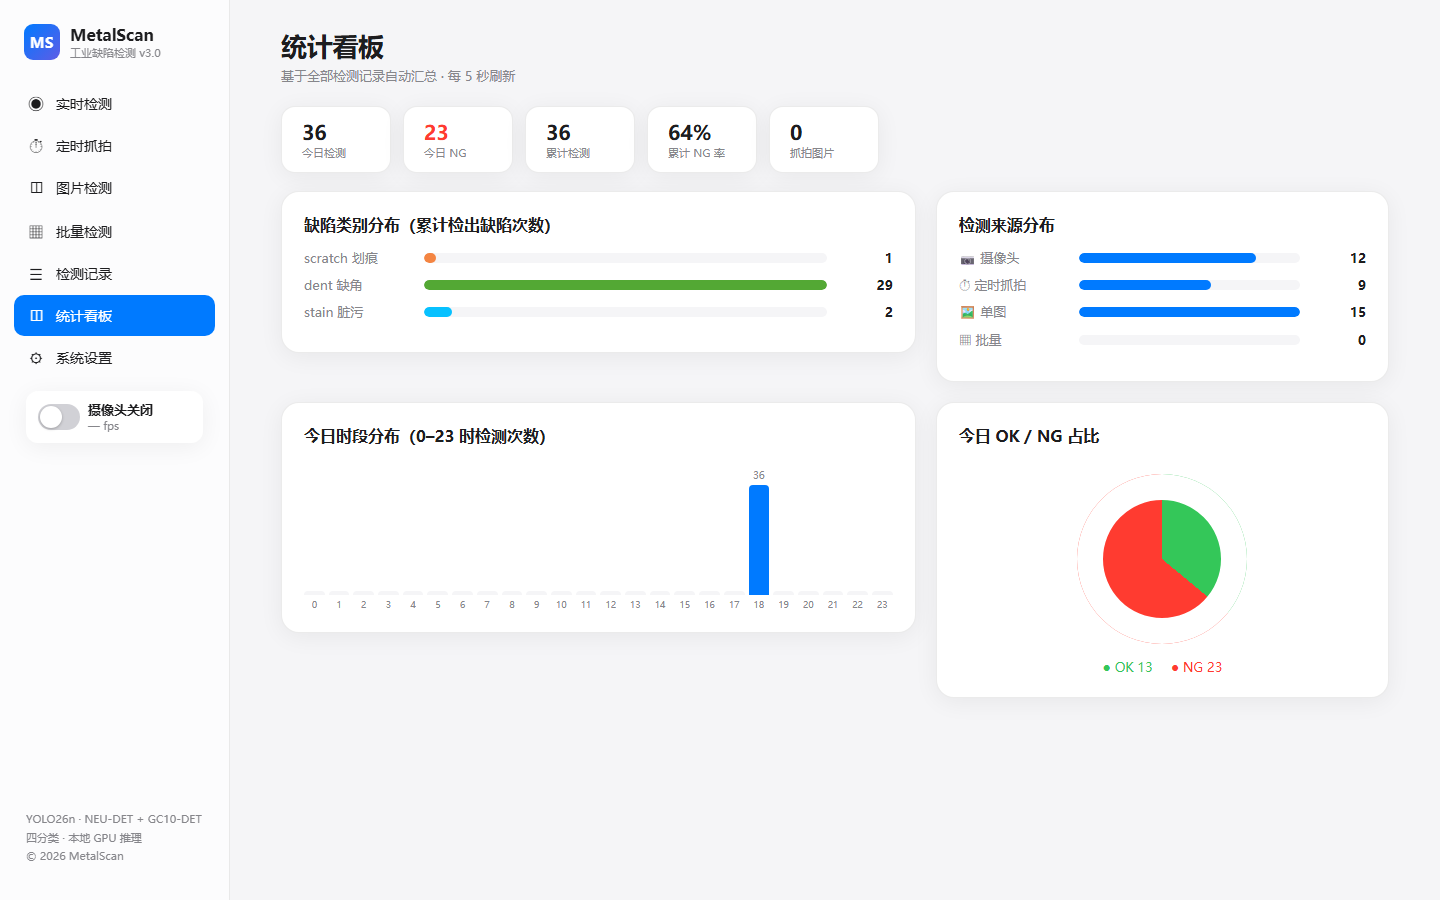 MS
MetalScan
工业缺陷检测 v3.0
实时检测
定时抓拍
图片检测
批量检测
检测记录
统计看板
系统设置
摄像头关闭
— fps
YOLO26n · NEU-DET + GC10-DET
四分类 · 本地 GPU 推理
© 2026 MetalScan
统计看板
基于全部检测记录自动汇总 · 每 5 秒刷新
36
今日检测
23
今日 NG
36
累计检测
64%
累计 NG 率
0
抓拍图片
缺陷类别分布（累计检出缺陷次数）
scratch 划痕 1
dent 缺角 29
stain 脏污 2
检测来源分布
摄像头 12
定时抓拍 9
单图 15
批量 0
今日时段分布（0–23 时检测次数）
36
0 1 2 3 4 5 6 7 8 9 10 11 12 13 14 15 16 17 18 19 20 21 22 23
今日 OK / NG 占比
● OK 13 ● NG 23